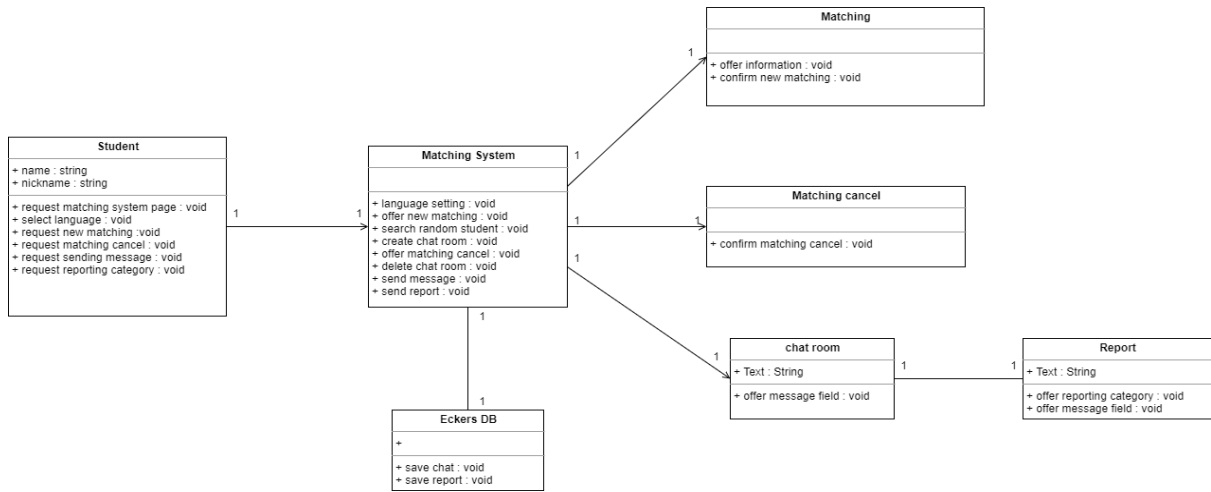 Matching
+ offer information : void
+ confirm new matching : void
1
1
Student
+ name : string
+ nickname : string
+ request matching system page : void
+ select language : void
+ request new matching :void
+ request matching cancel : void
+ request sending message : void
+ request reporting category : void
1
1
Matching System
+ language setting : void
+ offer new matching : void
+ search random student : void
+ create chat room : void
+ offer matching cancel : void
+ delete chat room : void
+ send message : void
+ send report : void
1
1
Matching cancel
+ confirm matching cancel : void
1
1
chat room
+ Text : String
+ offer message field : void
1
1
Report
+ Text : String
+ offer reporting category : void
+ offer message field : void
1
1
Eckers DB
+
+ save chat : void
+ save report : void